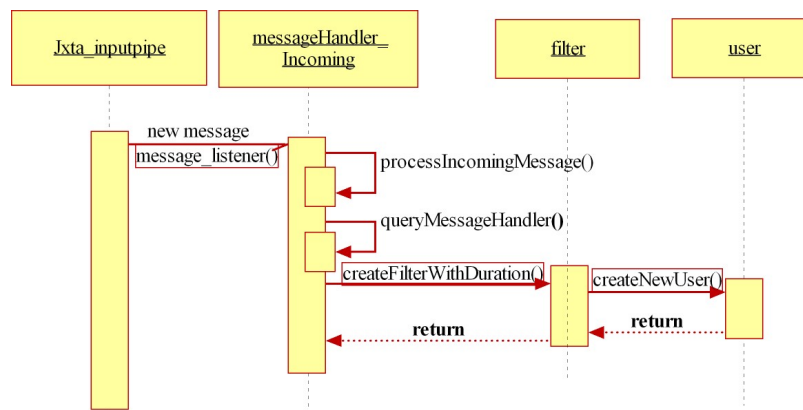 Jxta_inputpipe
messageHandler_
Incoming
filter
user
new message
message_listener()
processIncomingMessage()
queryMessageHandler()
createFilterWithDuration()
createNewUser()
return
return